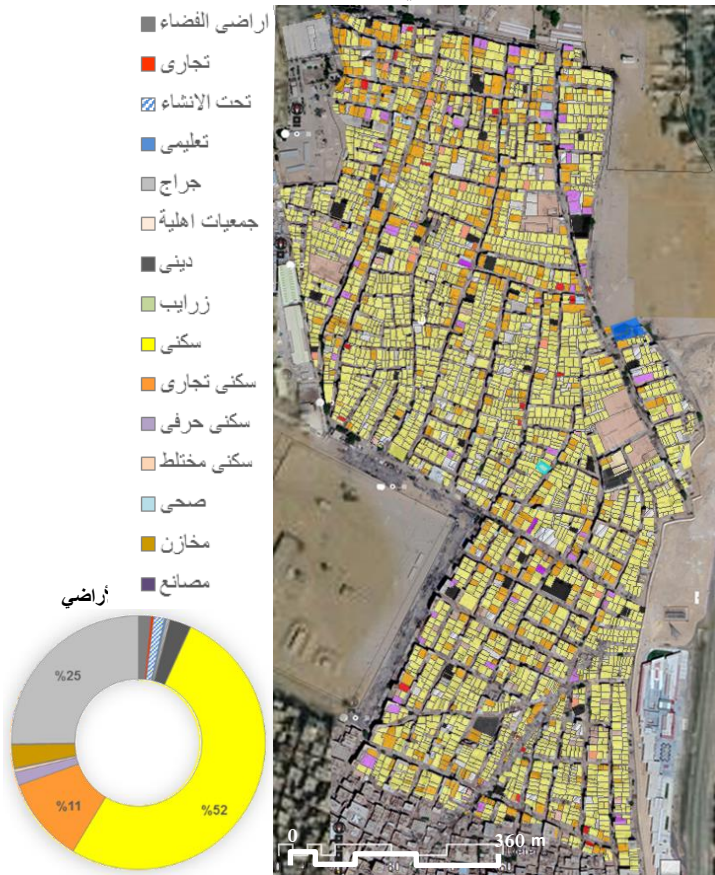 اراضى الفضاء
تجارى
تحت الانشاء
تعليمى
جراج
جمعيات اهلية
دينى
زرايب
سكنى
سكنى تجارى
سكنى حرفى
سكنى مختلط
صحى
مخازن
مصانع
أراضي
%25
%11
%52
0
360 m